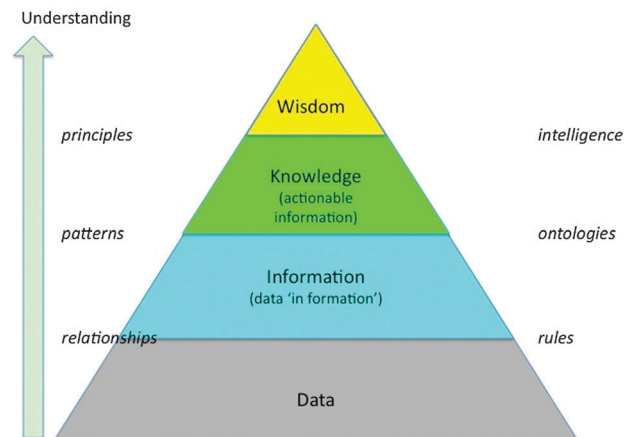 Understanding
Wisdom
principles
intelligence
Knowledge
(actionable
information)
patterns
ontologies
Information
(data 'in formation')
relationships
rules
Data